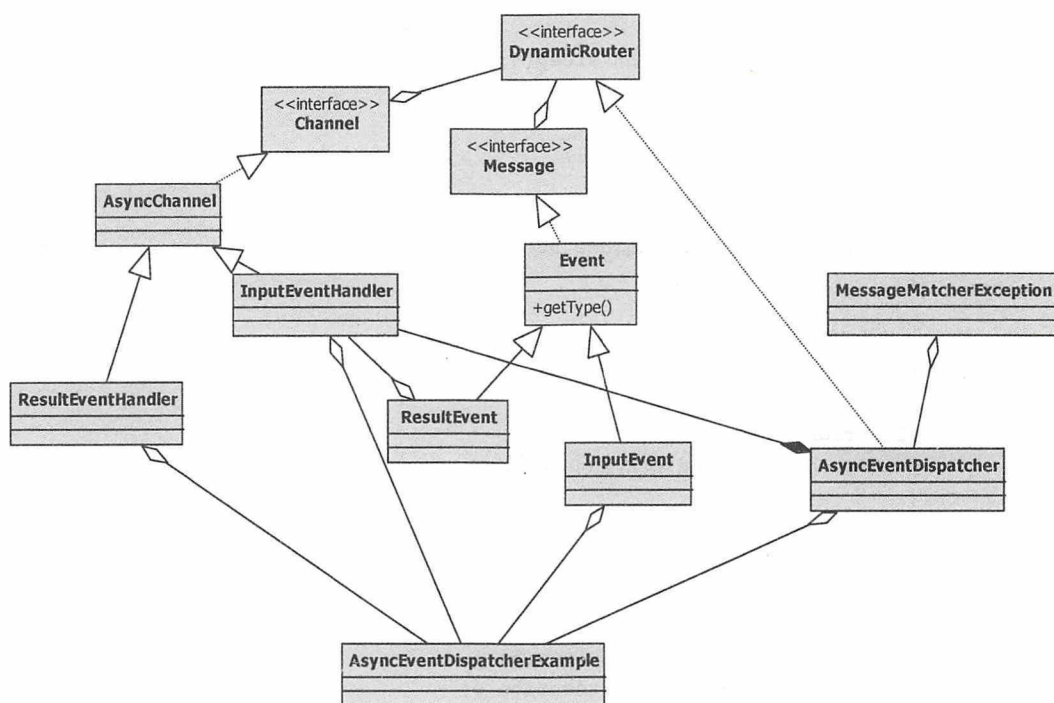 <<interface>>
DynamicRouter
<<interface>>
Channel
<<interface>>
Message
AsyncChannel
Event
+getType()
InputEventHandler
MessageMatcherException
ResultEventHandler
ResultEvent
InputEvent
AsyncEventDispatcher
AsyncEventDispatcherExample